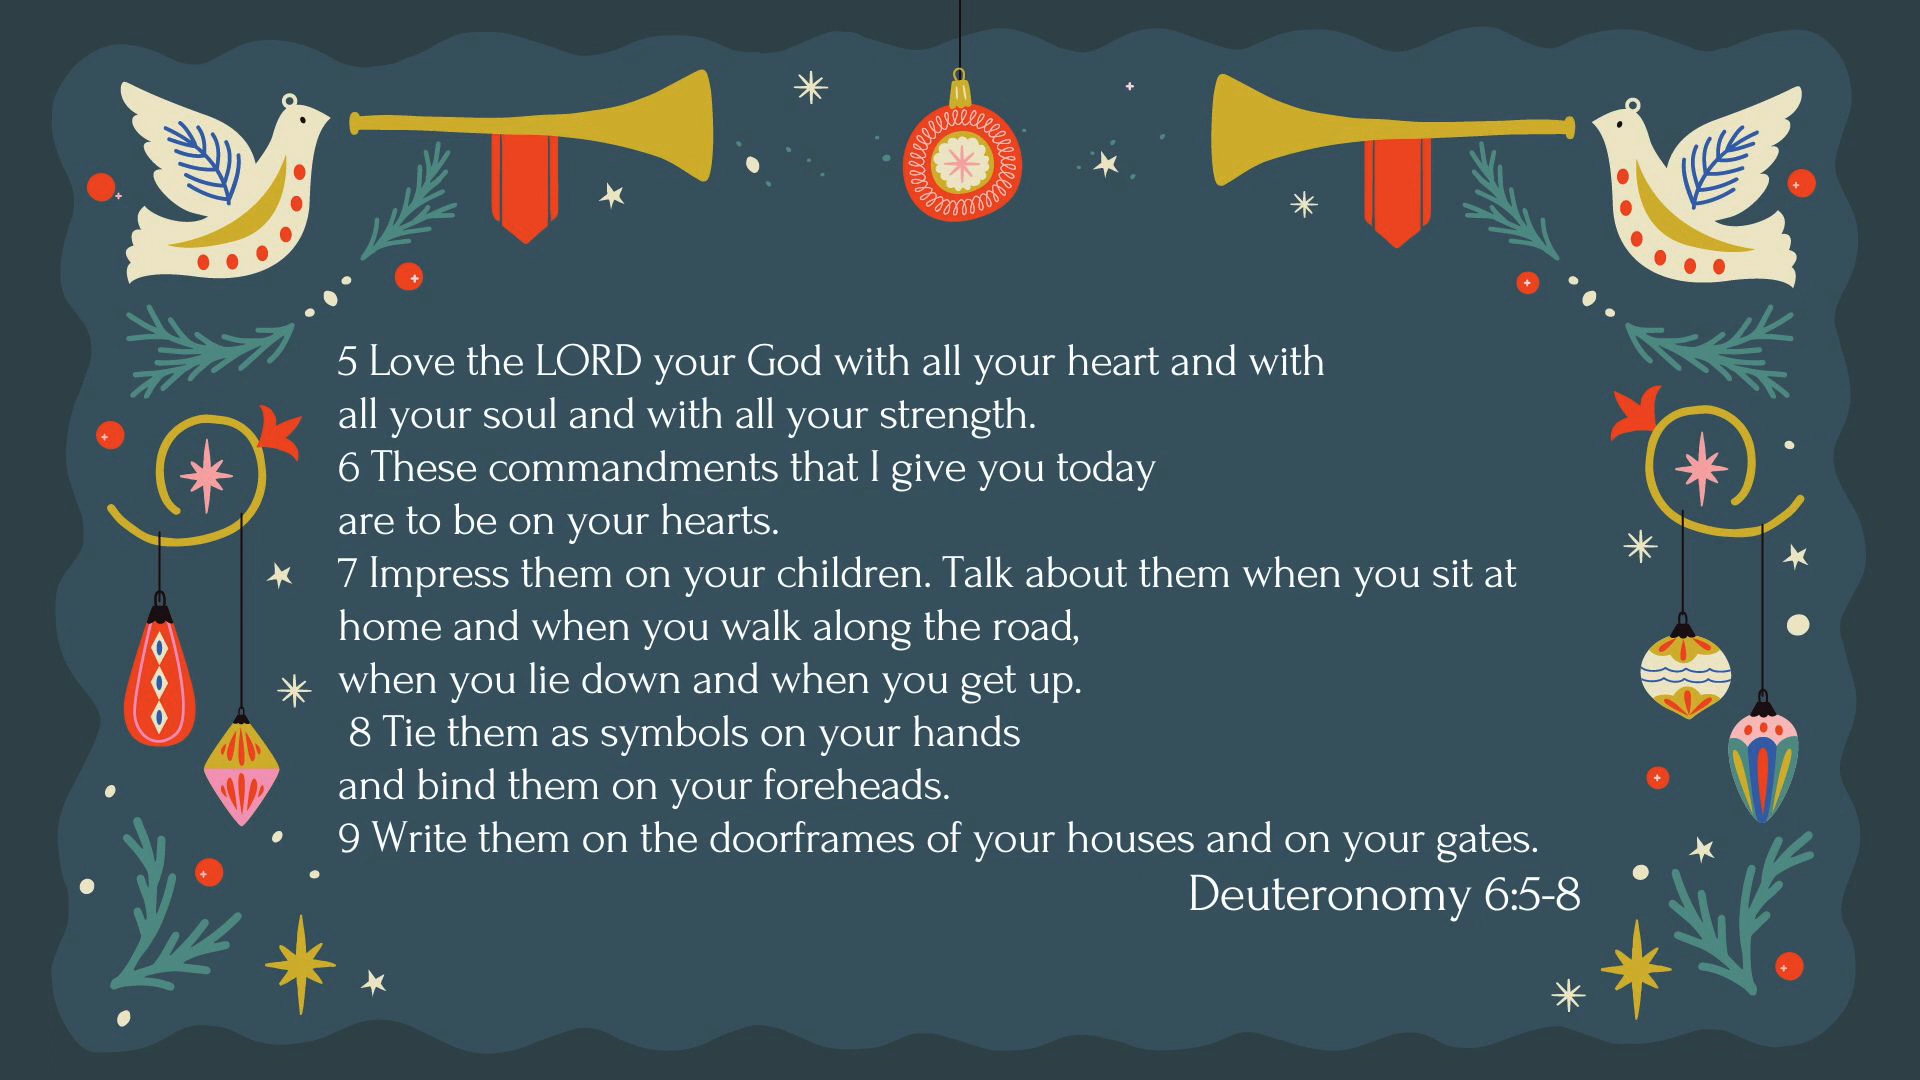 5 Love the LORD your God with all your heart and with
all your soul and with all your strength.
6 These commandments that I give you today
are to be on your hearts.
7 Impress them on your children. Talk about them when you sit at
home and when you walk along the road,
when you lie down and when you get up.
8 Tie them as symbols on your hands
and bind them on your foreheads.
9 Write them on the doorframes of your houses and on your gates.
Deuteronomy 6:5-8